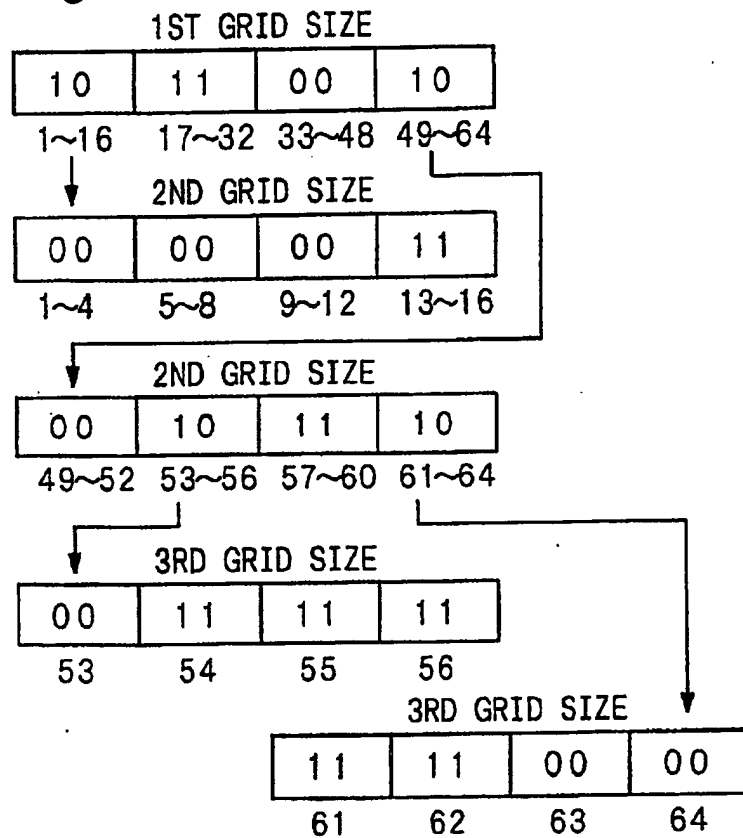 1ST GRID SIZE
10 11 00 10
1~16 17~32 33~48 49~64
2ND GRID SIZE
00 00 00 11
1~4 5~8 9~12 13~16
2ND GRID SIZE
00 10 11 10
49~52 53~56 57~60 61~64
3RD GRID SIZE
00 11 11 11
53 54 55 56
3RD GRID SIZE
11 11 00 00
61 62 63 64